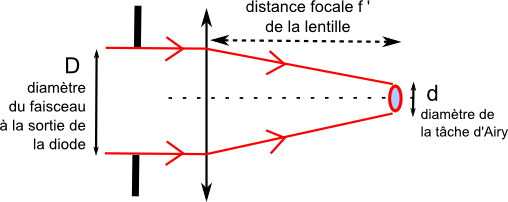 distance focale f '
de la lentille
D
diamètre
du faisceau
à la sortie de
la diode
d
diamètre de
la tâche d'Airy